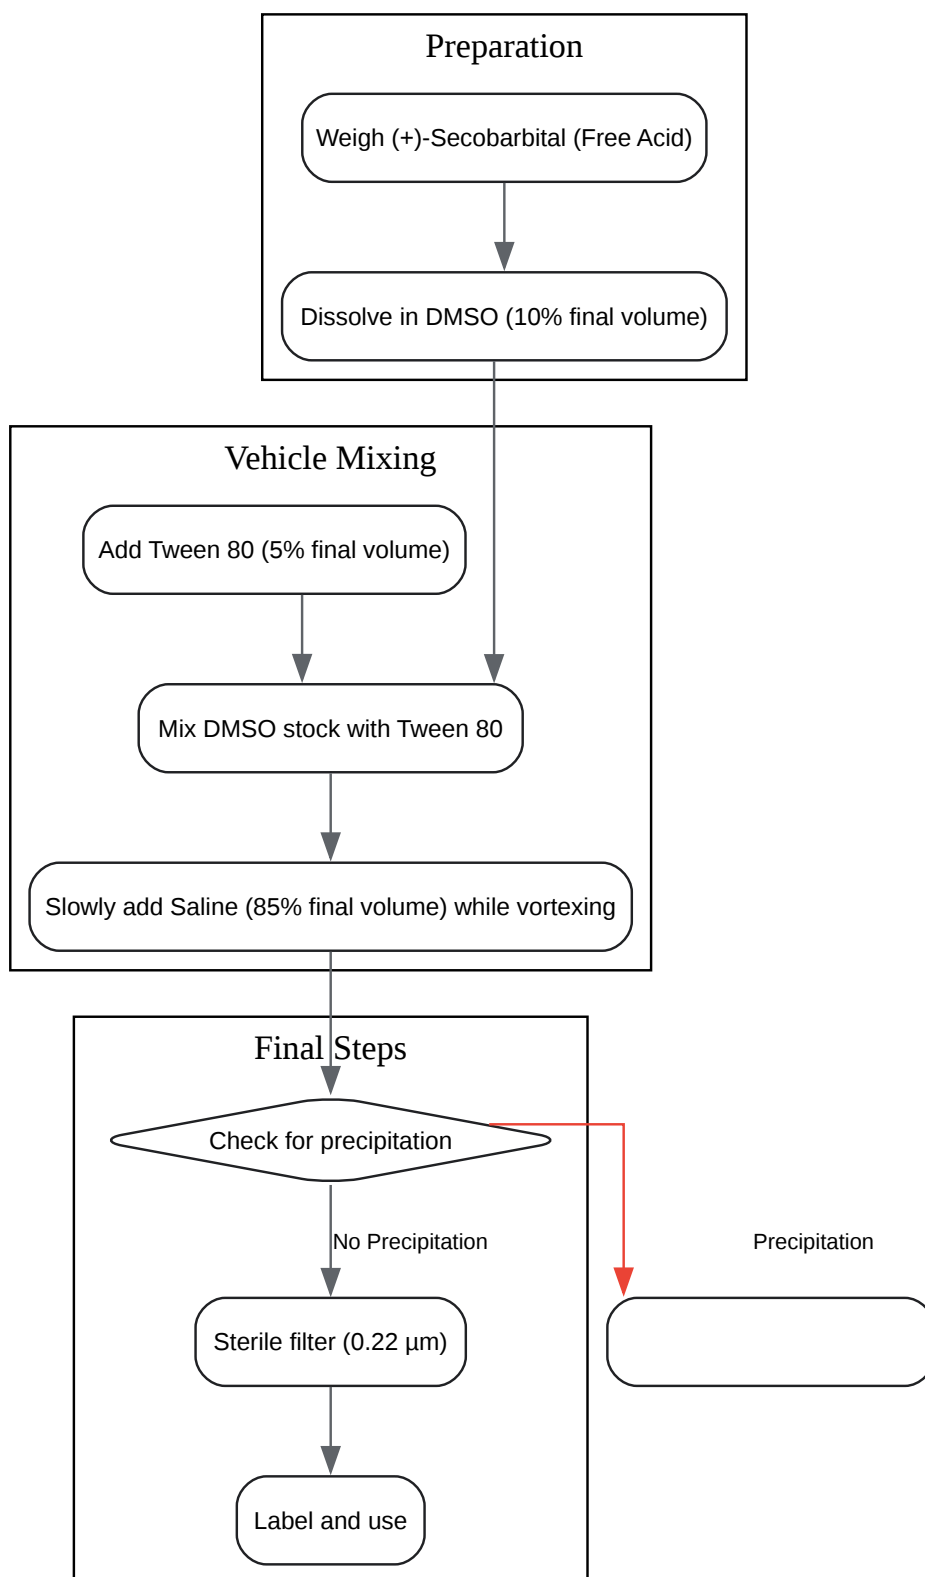 Preparation
Weigh (+)-Secobarbital (Free Acid)
Dissolve in DMSO (10% final volume)
Vehicle Mixing
Add Tween 80 (5% final volume)
Mix DMSO stock with Tween 80
Slowly add Saline (85% final volume) while vortexing
Final Steps
Check for precipitation
No Precipitation
Precipitation
Sterile filter (0.22 µm)
Label and use